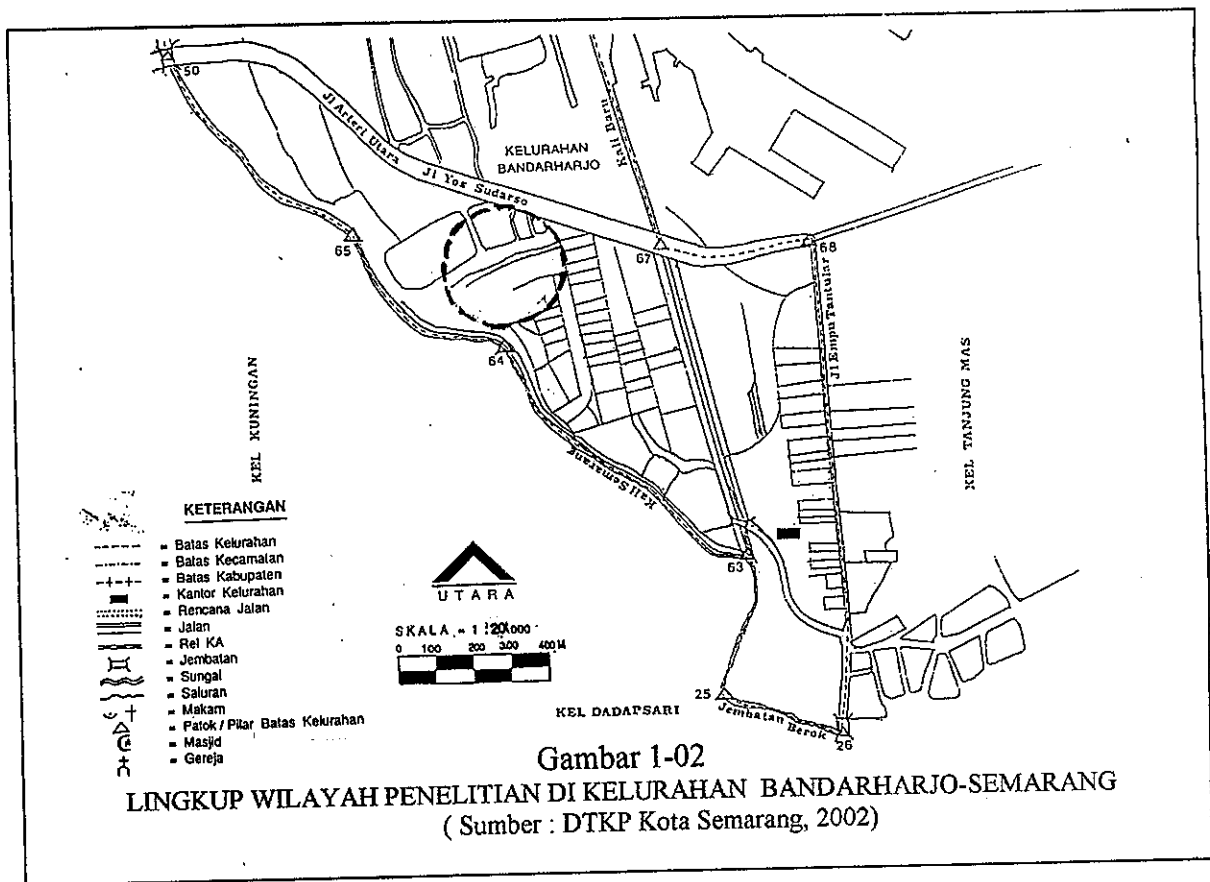 50
Jl Arteri Utara
Jl Yos Sudarso
KELURAHAN
BANDARHARJO
Kali Baru
65
67
68
64
Jl Empu Tantular
KEL KUNINGAN
KEL TANJUNG MAS
Kali Semarang
63
KETERANGAN
= Batas Kelurahan
= Batas Kecamatan
= Batas Kabupaten
= Kantor Kelurahan
= Rencana Jalan
= Jalan
= Rel KA
= Jembatan
= Sungai
= Saluran
= Makam
= Patok / Pilar Batas Kelurahan
= Masjid
= Gereja
UTARA
SKALA = 1 : 20.000
0 100 200 300 400 M
25
KEL DADATSARI
Jembatan Berok
26
Gambar 1-02
LINGKUP WILAYAH PENELITIAN DI KELURAHAN BANDARHARJO-SEMARANG
( Sumber : DTKP Kota Semarang, 2002)